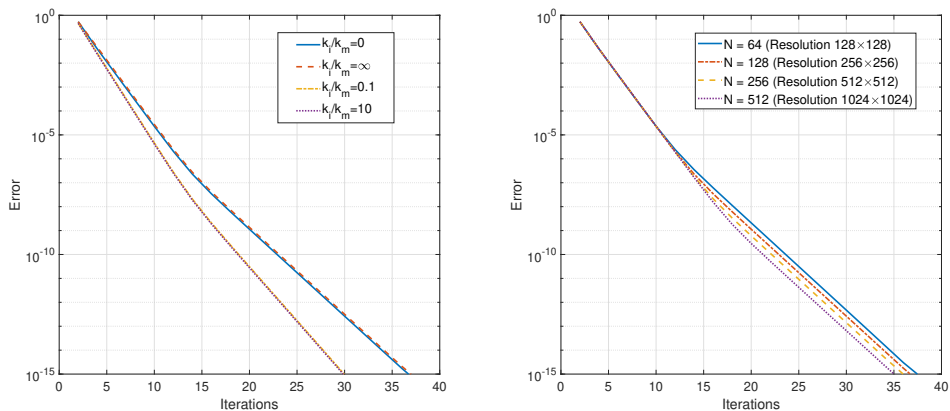 10^0
10^-5
10^-10
10^-15
Error
0 5 10 15 20 25 30 35 40
Iterations
k_i/k_m=0
k_i/k_m=∞
k_i/k_m=0.1
k_i/k_m=10
10^0
10^-5
10^-10
10^-15
Error
0 5 10 15 20 25 30 35 40
Iterations
N = 64 (Resolution 128×128)
N = 128 (Resolution 256×256)
N = 256 (Resolution 512×512)
N = 512 (Resolution 1024×1024)